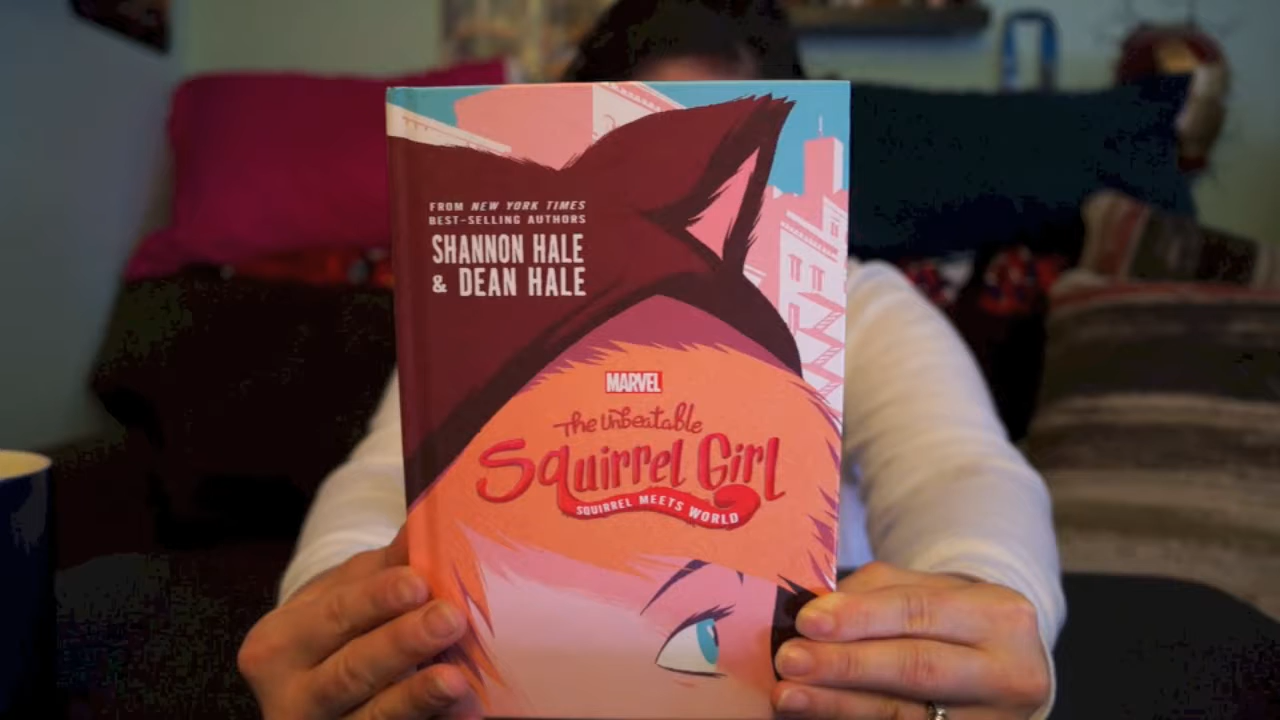 FROM NEW YORK TIMES
BEST-SELLING AUTHORS
SHANNON HALE
& DEAN HALE
MARVEL
The Unbeatable
Squirrel Girl
SQUIRREL MEETS WORLD